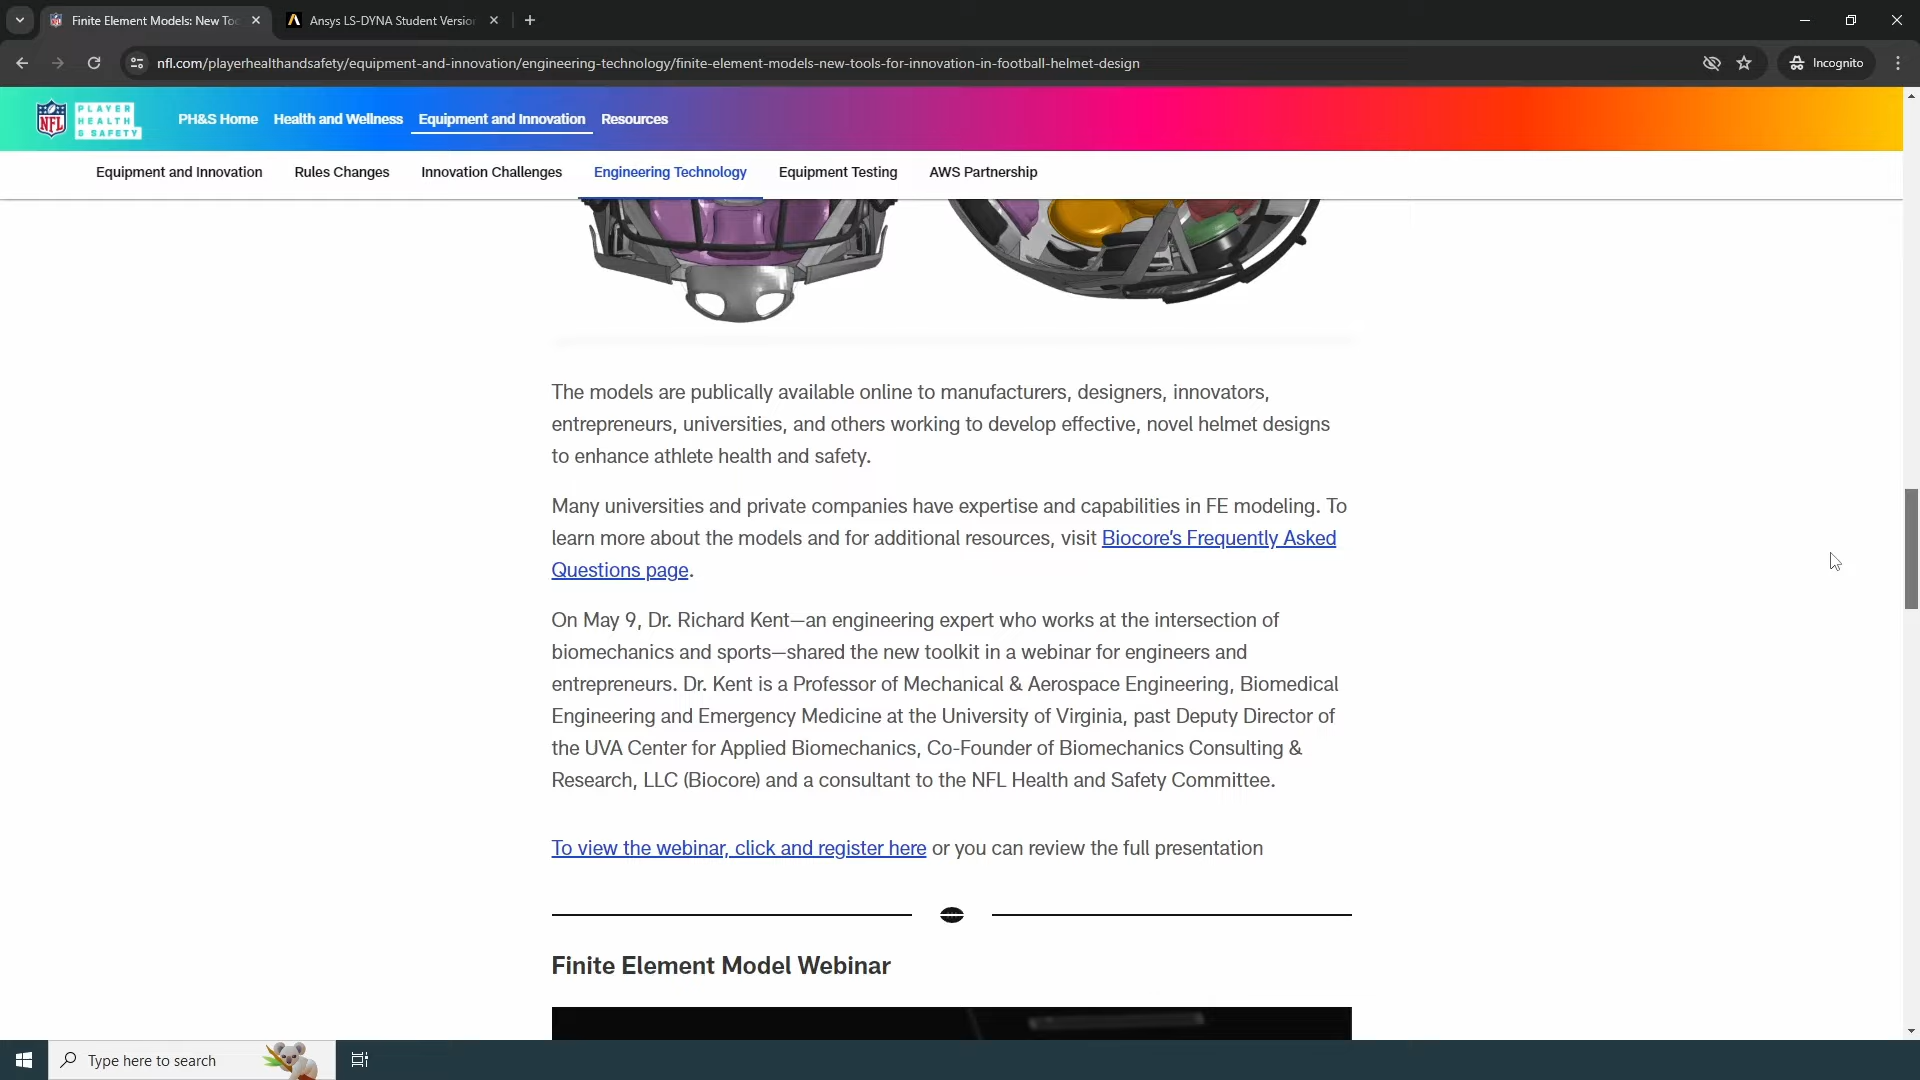 Finite Element Models: New Too
Ansys LS-DYNA Student Versio
nfl.com/playerhealthandsafety/equipment-and-innovation/engineering-technology/finite-element-models-new-tools-for-innovation-in-football-helmet-design
Incognito
NFL
PLAYER
HEALTH
& SAFETY
PH&S Home
Health and Wellness
Equipment and Innovation
Resources
Equipment and Innovation
Rules Changes
Innovation Challenges
Engineering Technology
Equipment Testing
AWS Partnership
The models are publically available online to manufacturers, designers, innovators,
entrepreneurs, universities, and others working to develop effective, novel helmet designs
to enhance athlete health and safety.
Many universities and private companies have expertise and capabilities in FE modeling. To
learn more about the models and for additional resources, visit Biocore's Frequently Asked
Questions page.
On May 9, Dr. Richard Kent—an engineering expert who works at the intersection of
biomechanics and sports—shared the new toolkit in a webinar for engineers and
entrepreneurs. Dr. Kent is a Professor of Mechanical & Aerospace Engineering, Biomedical
Engineering and Emergency Medicine at the University of Virginia, past Deputy Director of
the UVA Center for Applied Biomechanics, Co-Founder of Biomechanics Consulting &
Research, LLC (Biocore) and a consultant to the NFL Health and Safety Committee.
To view the webinar, click and register here or you can review the full presentation
Finite Element Model Webinar
Type here to search